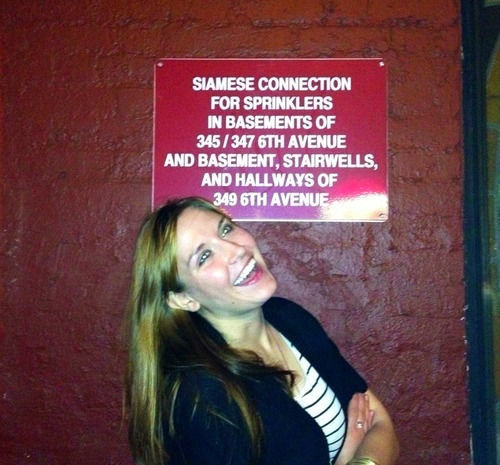 SIAMESE CONNECTION
FOR SPRINKLERS
IN BASEMENTS OF
345 / 347 6TH AVENUE
AND BASEMENT, STAIRWELLS,
AND HALLWAYS OF
349 6TH AVENUE